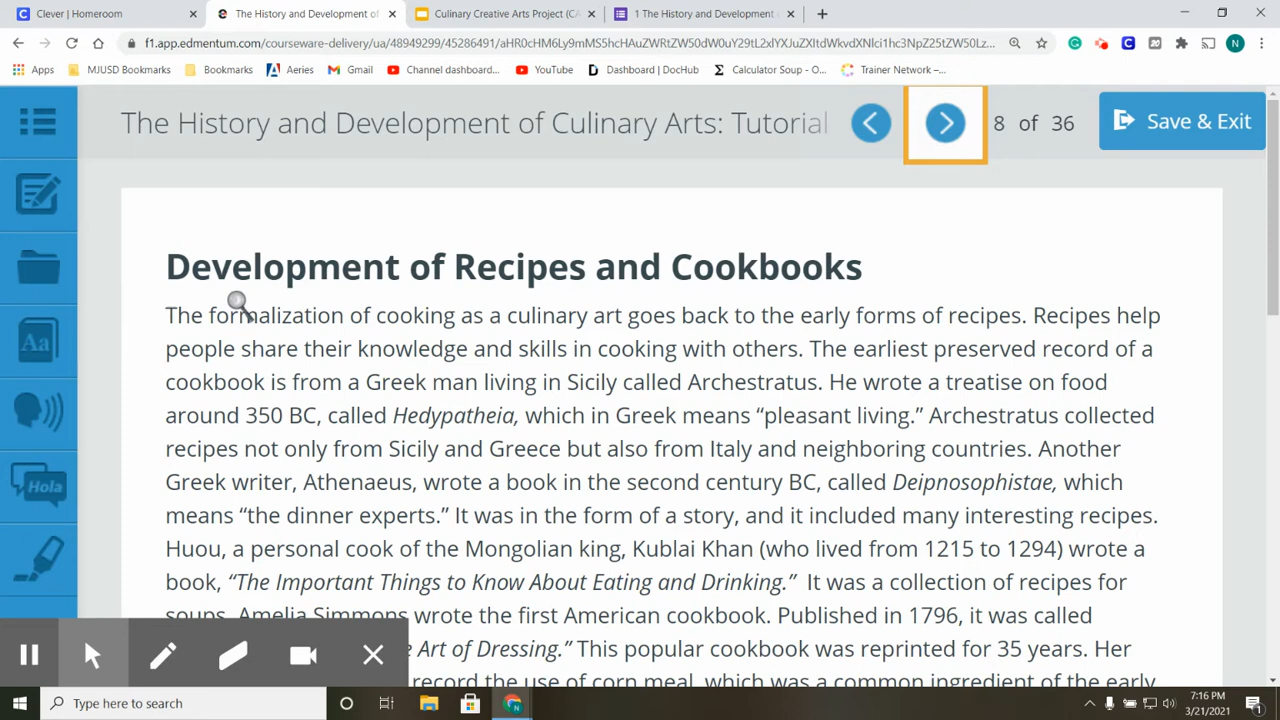 Clever | Homeroom
The History and Development of
Culinary Creative Arts Project (CA
1 The History and Development
f1.app.edmentum.com/courseware-delivery/ua/48949299/45286491/
Apps
MJUSD Bookmarks
Bookmarks
Aeries
Gmail
Channel dashboard...
YouTube
Dashboard | DocHub
Calculator Soup - O...
Trainer Network –...
The History and Development of Culinary Arts: Tutorial
8 of 36
Save & Exit
Development of Recipes and Cookbooks
The formalization of cooking as a culinary art goes back to the early forms of recipes. Recipes help
people share their knowledge and skills in cooking with others. The earliest preserved record of a
cookbook is from a Greek man living in Sicily called Archestratus. He wrote a treatise on food
around 350 BC, called Hedypatheia, which in Greek means “pleasant living.” Archestratus collected
recipes not only from Sicily and Greece but also from Italy and neighboring countries. Another
Greek writer, Athenaeus, wrote a book in the second century BC, called Deipnosophistae, which
means “the dinner experts.” It was in the form of a story, and it included many interesting recipes.
Huou, a personal cook of the Mongolian king, Kublai Khan (who lived from 1215 to 1294) wrote a
book, “The Important Things to Know About Eating and Drinking.” It was a collection of recipes for
soups. Amelia Simmons wrote the first American cookbook. Published in 1796, it was called
Art of Dressing.” This popular cookbook was reprinted for 35 years. Her
record the use of corn meal, which was a common ingredient of the early
Aa
Hola
N
Type here to search
7:16 PM
3/21/2021